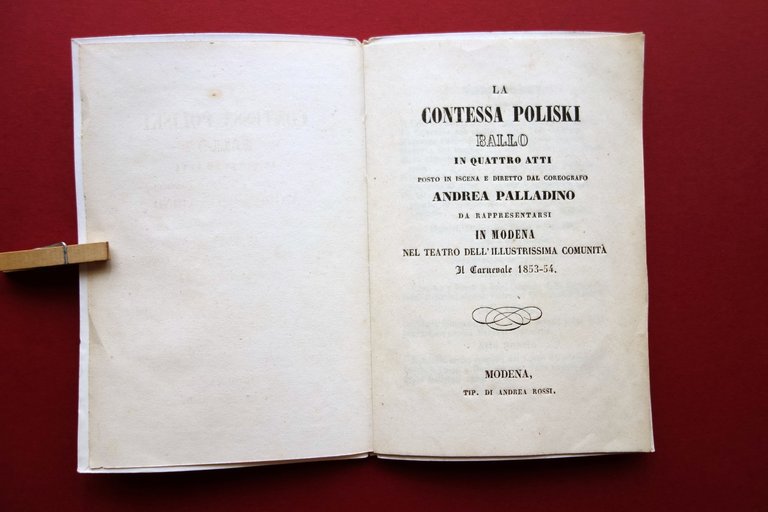 LA
CONTESSA POLISKI
BALLO
IN QUATTRO ATTI
POSTO IN ISCENA E DIRETTO DAL COREOGRAFO
ANDREA PALLADINO
DA RAPPRESENTARSI
IN MODENA
NEL TEATRO DELL'ILLUSTRISSIMA COMUNITÀ
Il Carnevale 1853-54.
MODENA,
TIP. DI ANDREA ROSSI.